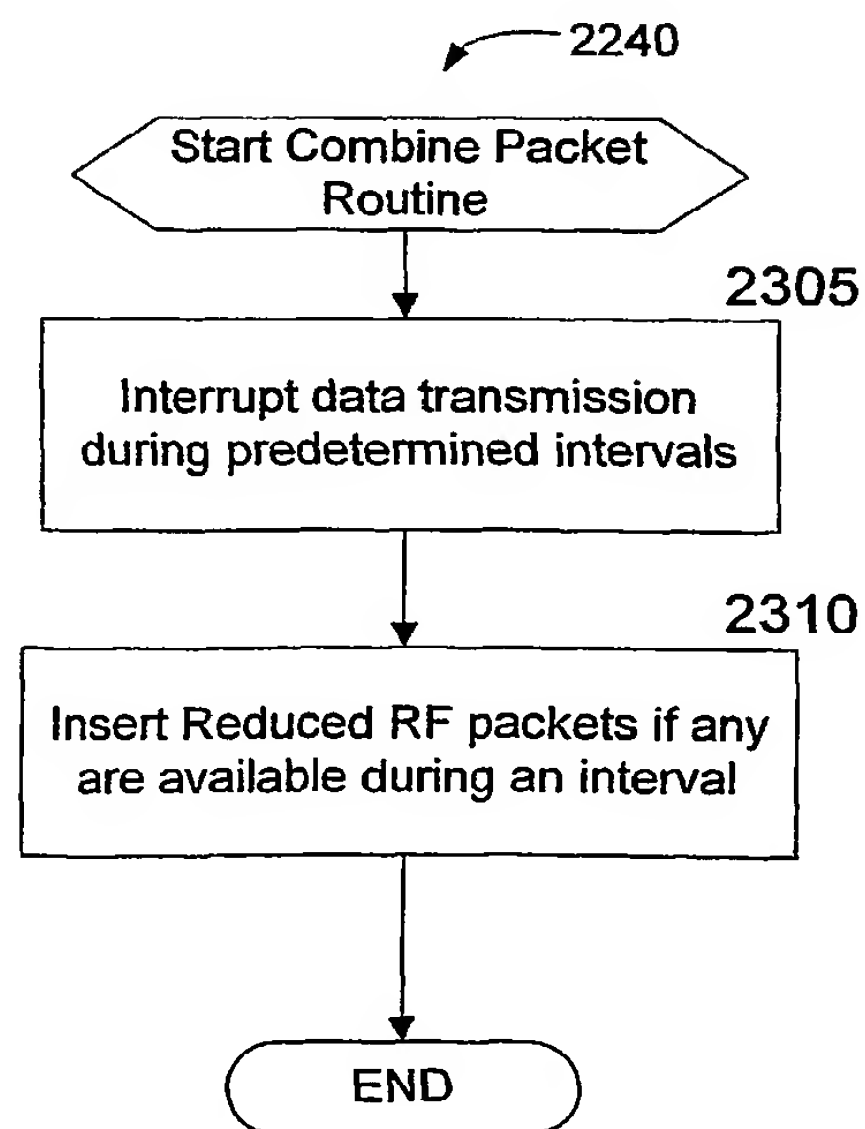 2240
Start Combine Packet
Routine
2305
Interrupt data transmission
during predetermined intervals
2310
Insert Reduced RF packets if any
are available during an interval
END